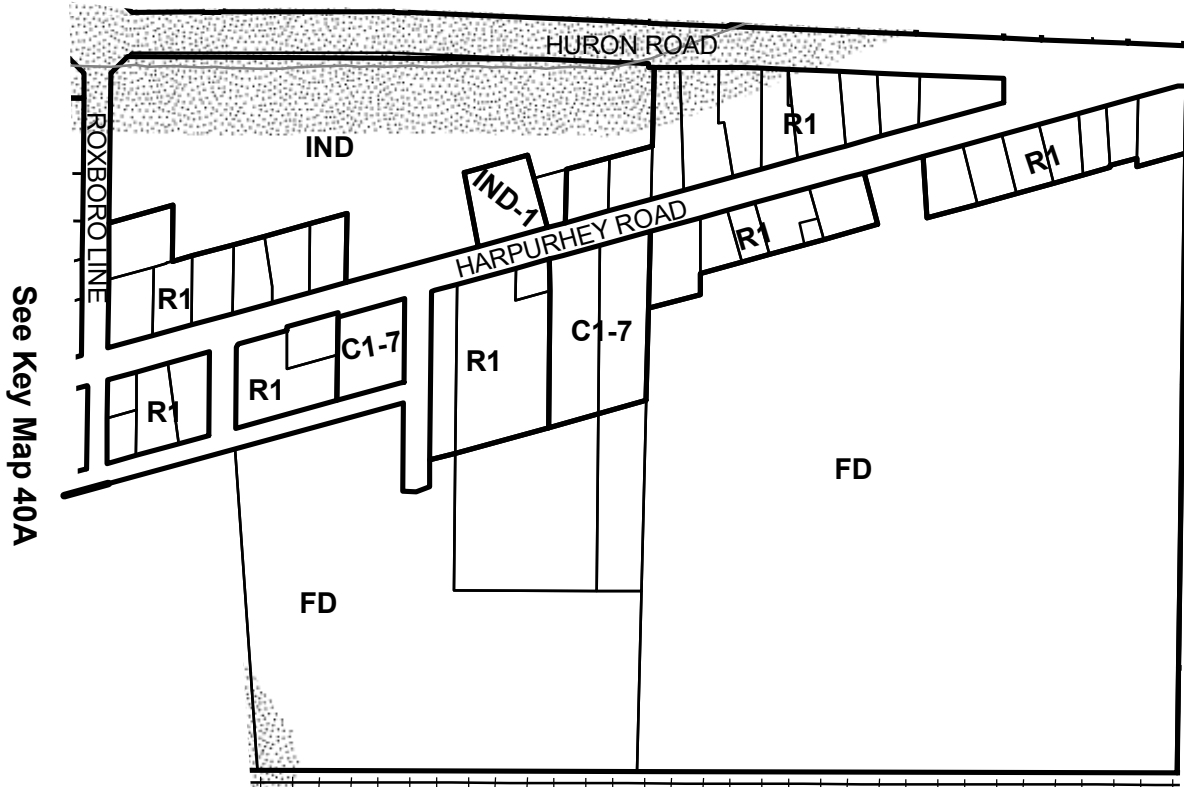 HURON ROAD
ROXBORO LINE
IND
R1
R1
IND-1
HARPURHEY ROAD
R1
R1
C1-7
C1-7
R1
R1
R1
See Key Map 40A
FD
FD